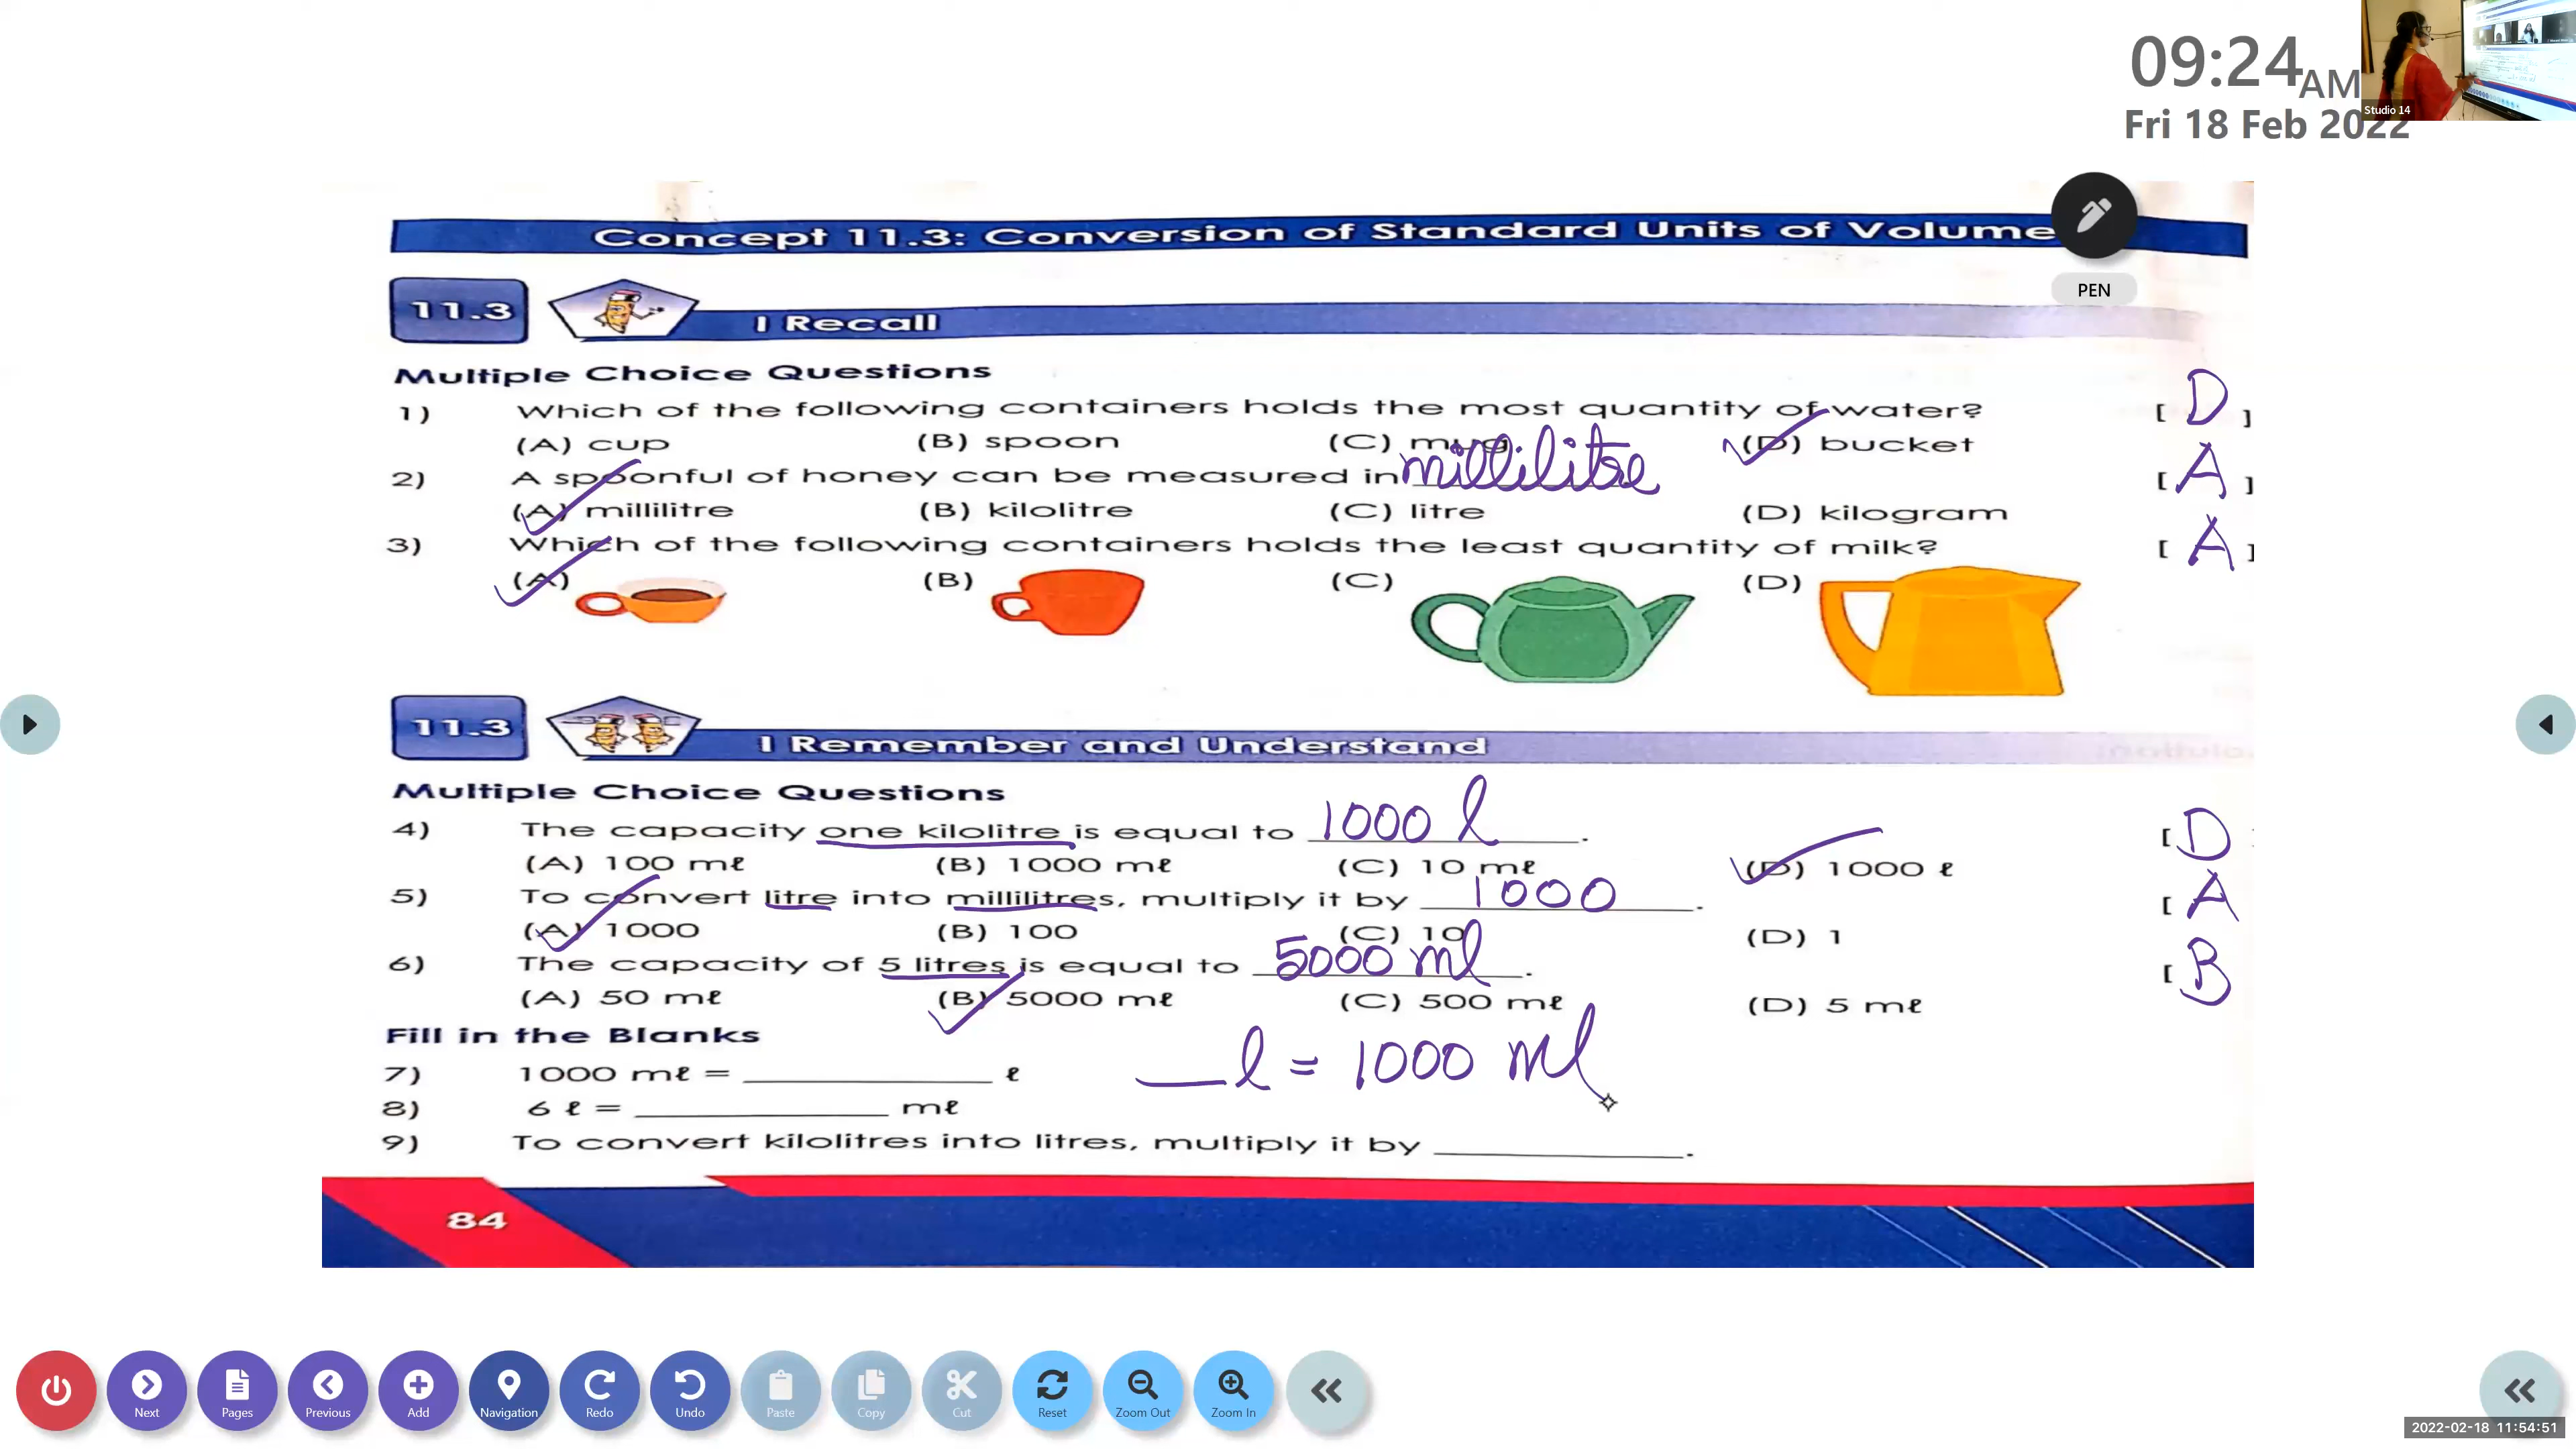 09:24 AM
Fri 18 Feb 2022
Studio 14
Concept 11.3: Conversion of Standard Units of Volume
PEN
11.3 I Recall
Multiple Choice Questions
1) Which of the following containers holds the most quantity of water? [ D ]
(A) cup (B) spoon (C) mug (D) bucket
2) A spoonful of honey can be measured in millilitre [ A ]
(A) millilitre (B) kilolitre (C) litre (D) kilogram
3) Which of the following containers holds the least quantity of milk? [ A ]
(A) (B) (C) (D)
11.3 I Remember and Understand
Multiple Choice Questions
4) The capacity one kilolitre is equal to 1000 l. [ D
(A) 100 mℓ (B) 1000 mℓ (C) 10 mℓ (D) 1000 ℓ
5) To convert litre into millilitres, multiply it by 1000. [ A
(A) 1000 (B) 100 (C) 10 (D) 1
6) The capacity of 5 litres is equal to 5000 ml. [ B
(A) 50 mℓ (B) 5000 mℓ (C) 500 mℓ (D) 5 mℓ
Fill in the Blanks
7) 1000 mℓ = ____________ ℓ ___ l = 1000 ml
8) 6 ℓ = ____________ mℓ
9) To convert kilolitres into litres, multiply it by ____________.
84
Next Pages Previous Add Navigation Redo Undo Paste Copy Cut Reset Zoom Out Zoom In
2022-02-18 11:54:51